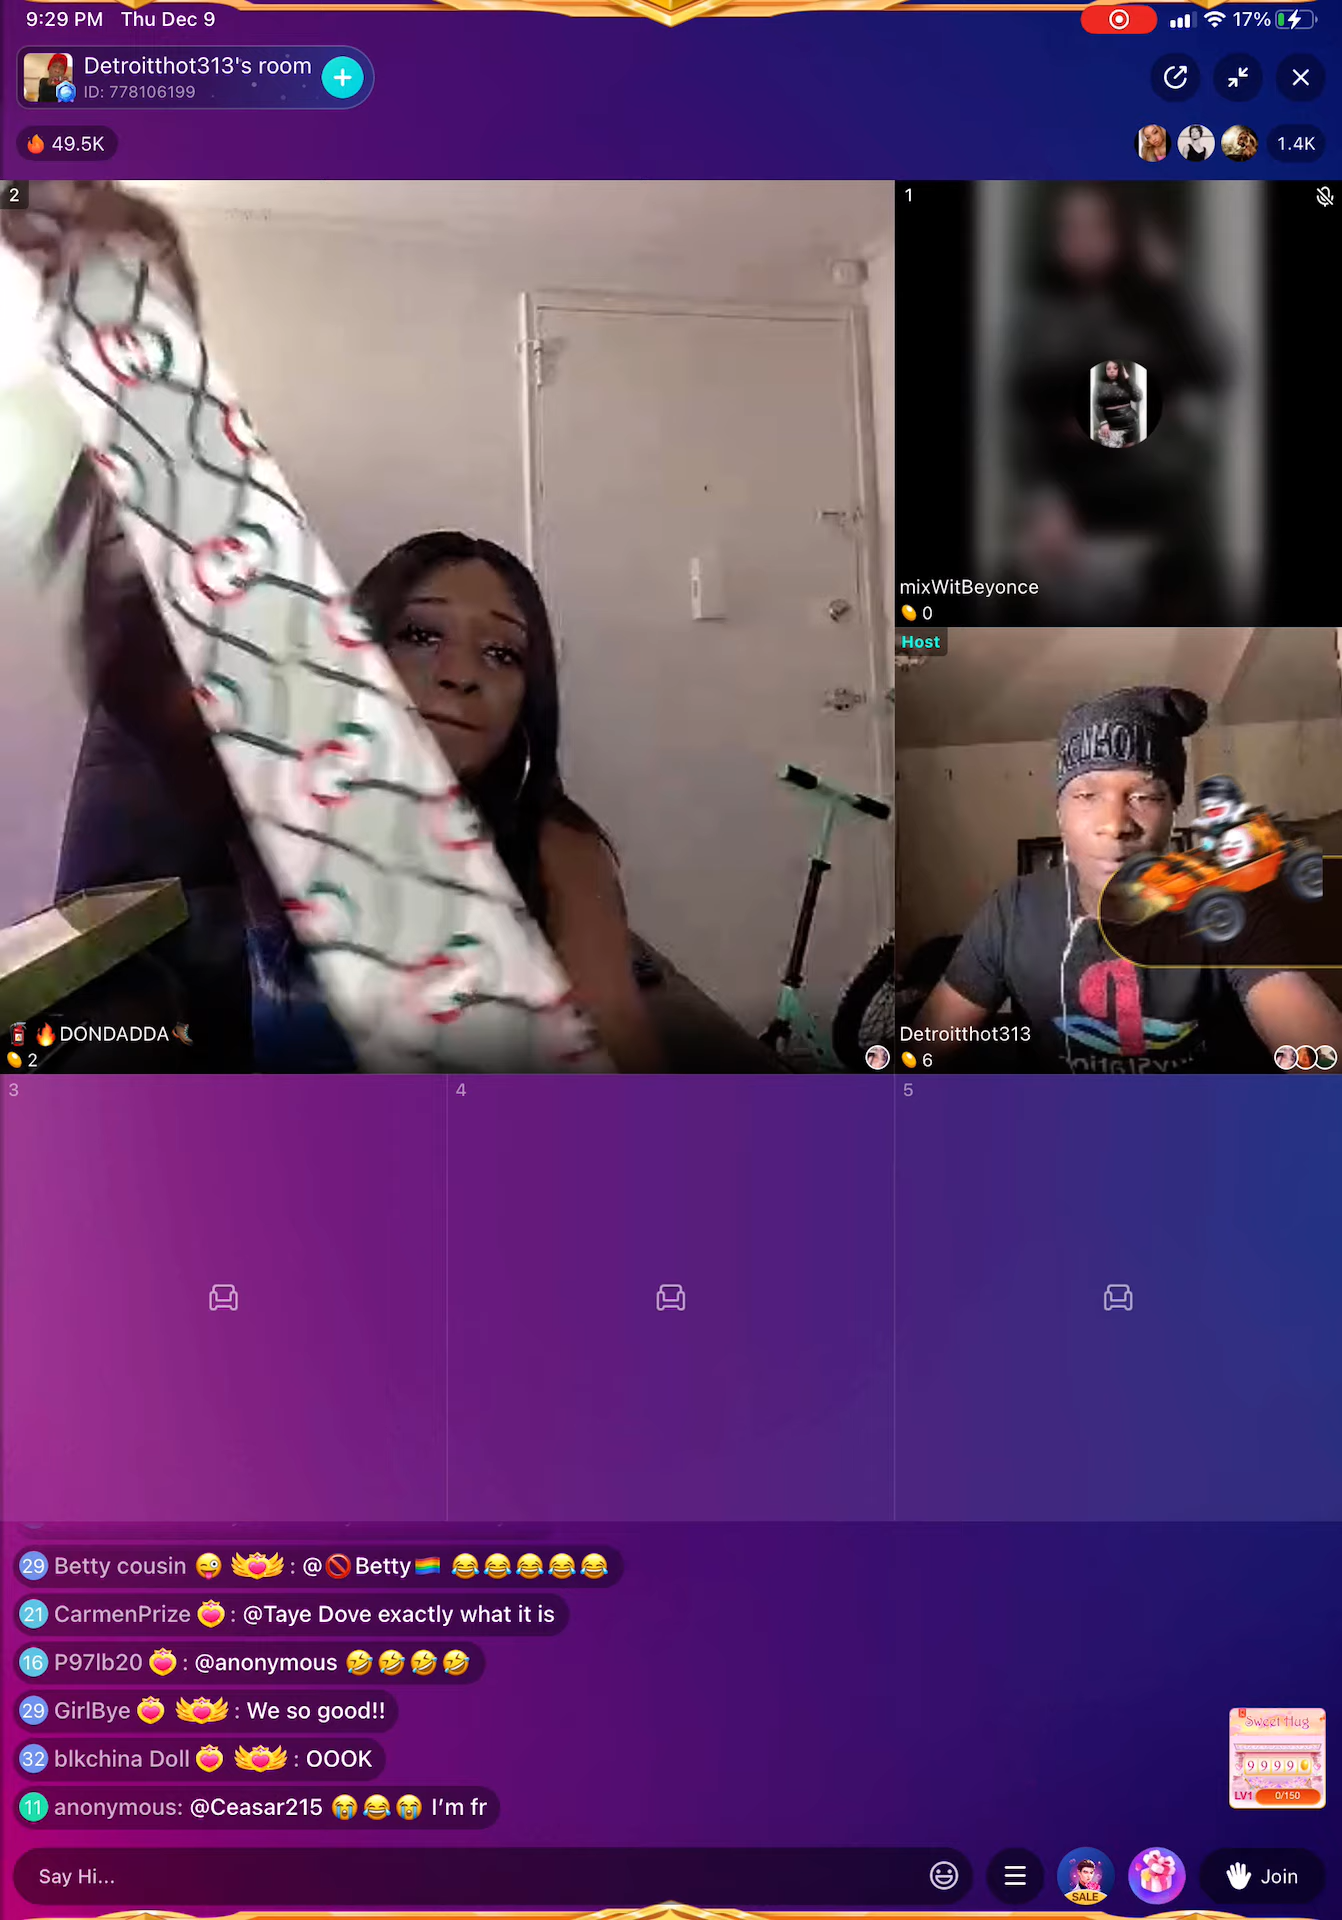 9:29 PM Thu Dec 9
17%
Detroitthot313's room
ID: 778106199
49.5K
1.4K
2
1
mixWitBeyonce
0
Host
DETROIT
🧯🔥DONDADDA
2
Detroitthot313
6
3
4
5
29 Betty cousin 😜 : @🚫Betty🏳️‍🌈 😂😂😂😂😂
21 CarmenPrize : @Taye Dove exactly what it is
16 P97lb20 : @anonymous 🤣🤣🤣🤣
29 GirlBye : We so good!!
32 blkchina Doll : OOOK
11 anonymous: @Ceasar215 😭😂😭 I'm fr
Sweet Hug
9999
LV1 0/150
Say Hi...
SALE
Join